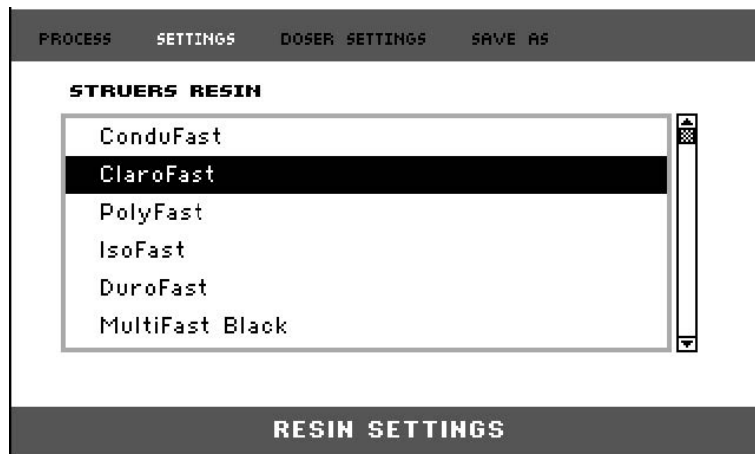 PROCESS SETTINGS DOSER SETTINGS SAVE AS
STRUERS RESIN
ConduFast
ClaroFast
PolyFast
IsoFast
DuroFast
MultiFast Black
RESIN SETTINGS